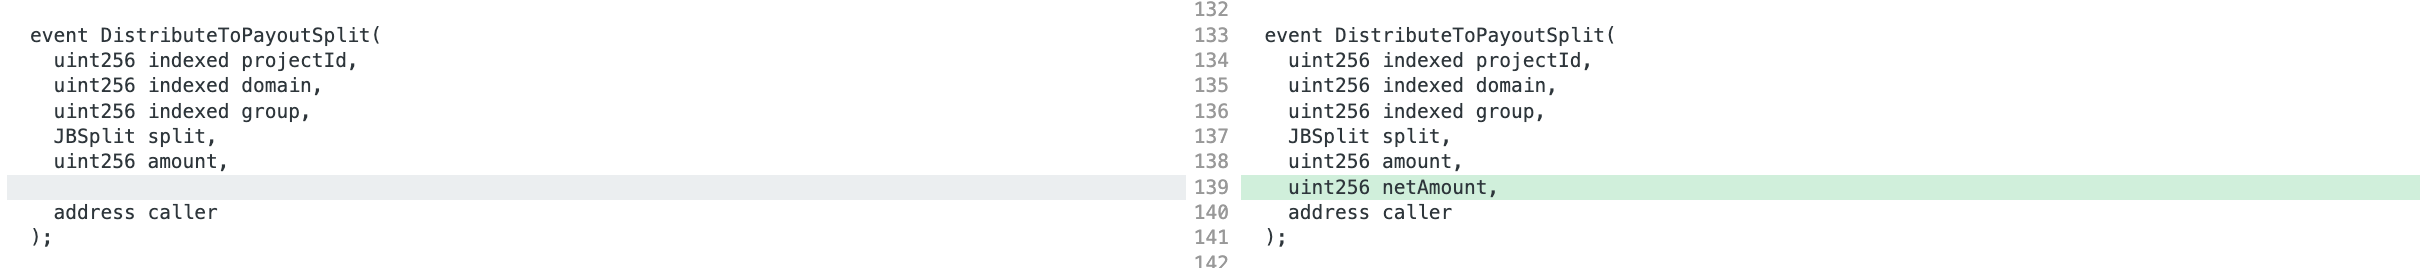 event DistributeToPayoutSplit(
uint256 indexed projectId,
uint256 indexed domain,
uint256 indexed group,
JBSplit split,
uint256 amount,
address caller
);
132
133 event DistributeToPayoutSplit(
134 uint256 indexed projectId,
135 uint256 indexed domain,
136 uint256 indexed group,
137 JBSplit split,
138 uint256 amount,
139 uint256 netAmount,
140 address caller
141 );
142